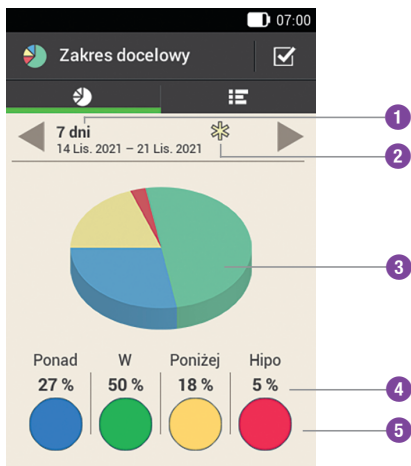 07:00
Zakres docelowy
7 dni
14 Lis. 2021 – 21 Lis. 2021
1
2
3
Ponad W Poniżej Hipo
27 % 50 % 18 % 5 %
4
5